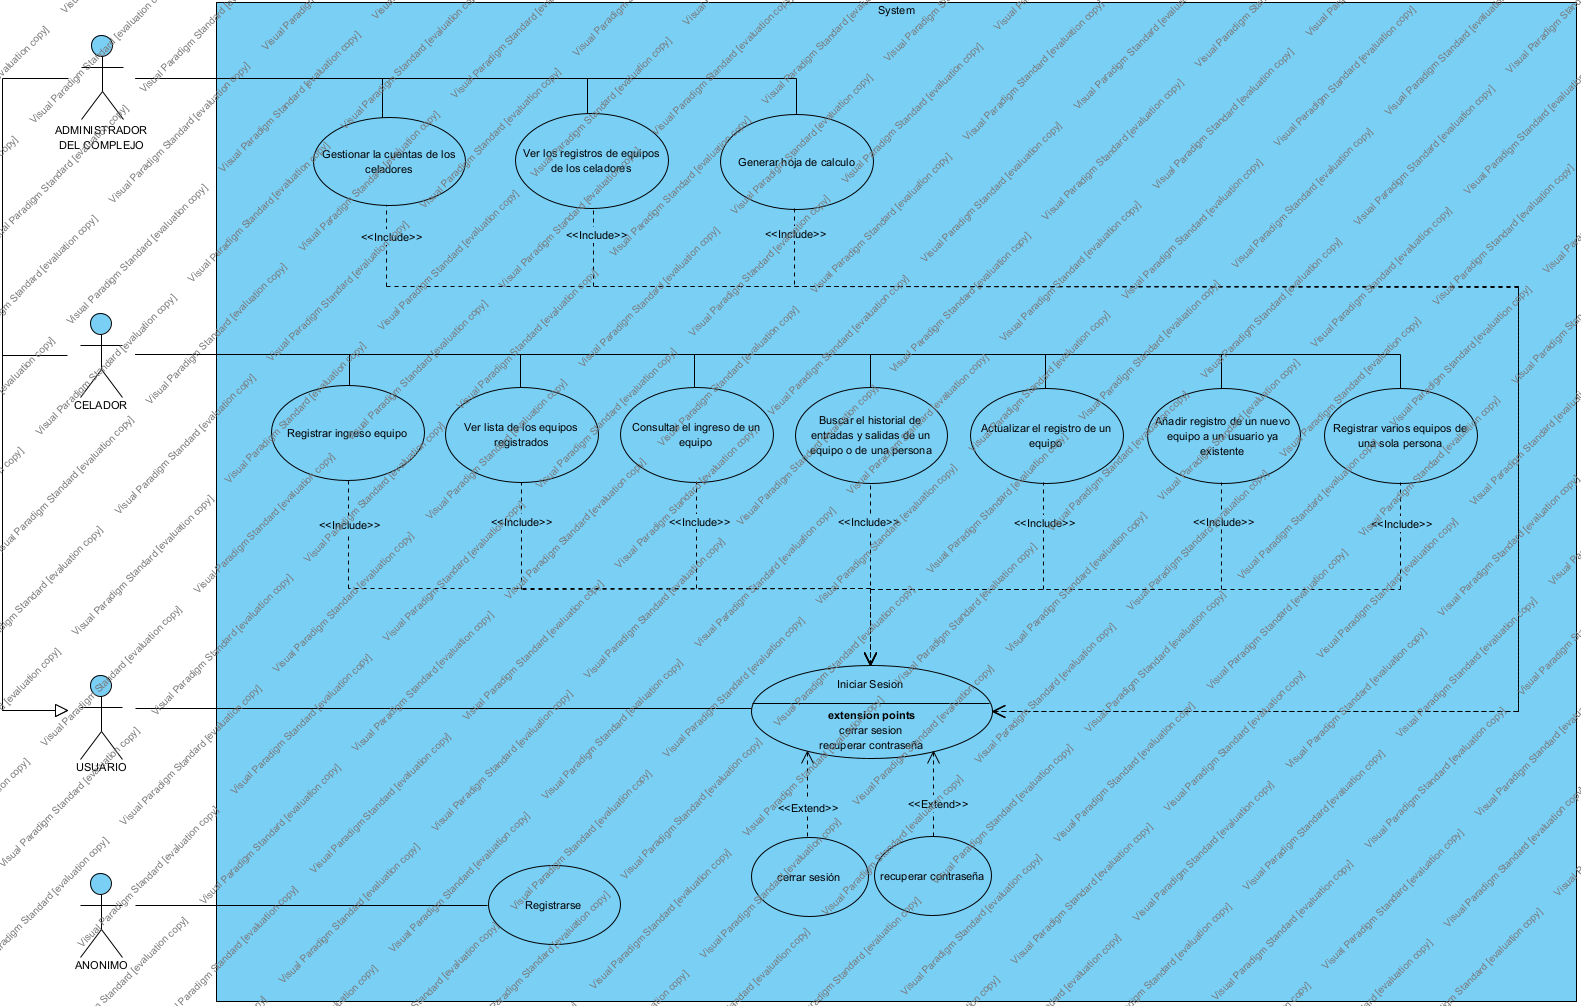 System
ADMINISTRADOR
DEL COMPLEJO
Gestionar la cuentas de los
celadores
Ver los registros de equipos
de los celadores
Generar hoja de calculo
<<Include>>
<<Include>>
<<Include>>
CELADOR
Registrar ingreso equipo
Ver lista de los equipos
registrados
Consultar el ingreso de un
equipo
Buscar el historial de
entradas y salidas de un
equipo o de una persona
Actualizar el registro de un
equipo
Añadir registro de un nuevo
equipo a un usuario ya
existente
Registrar varios equipos de
una sola persona
<<Include>>
<<Include>>
<<Include>>
<<Include>>
<<Include>>
<<Include>>
<<Include>>
USUARIO
Iniciar Sesion
extension points
cerrar sesion
recuperar contraseña
<<Extend>>
<<Extend>>
cerrar sesión
recuperar contraseña
ANONIMO
Registrarse
Visual Paradigm Standard [evaluation copy]